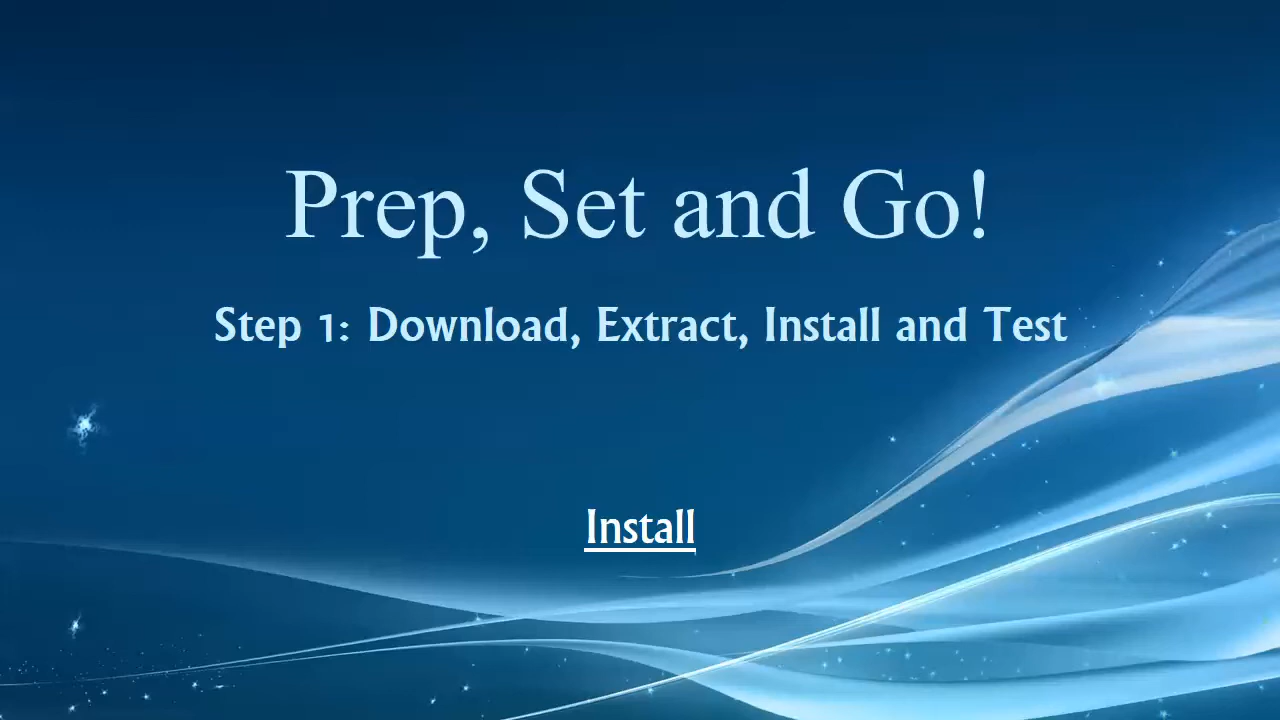 Prep, Set and Go!
Step 1: Download, Extract, Install and Test
Install